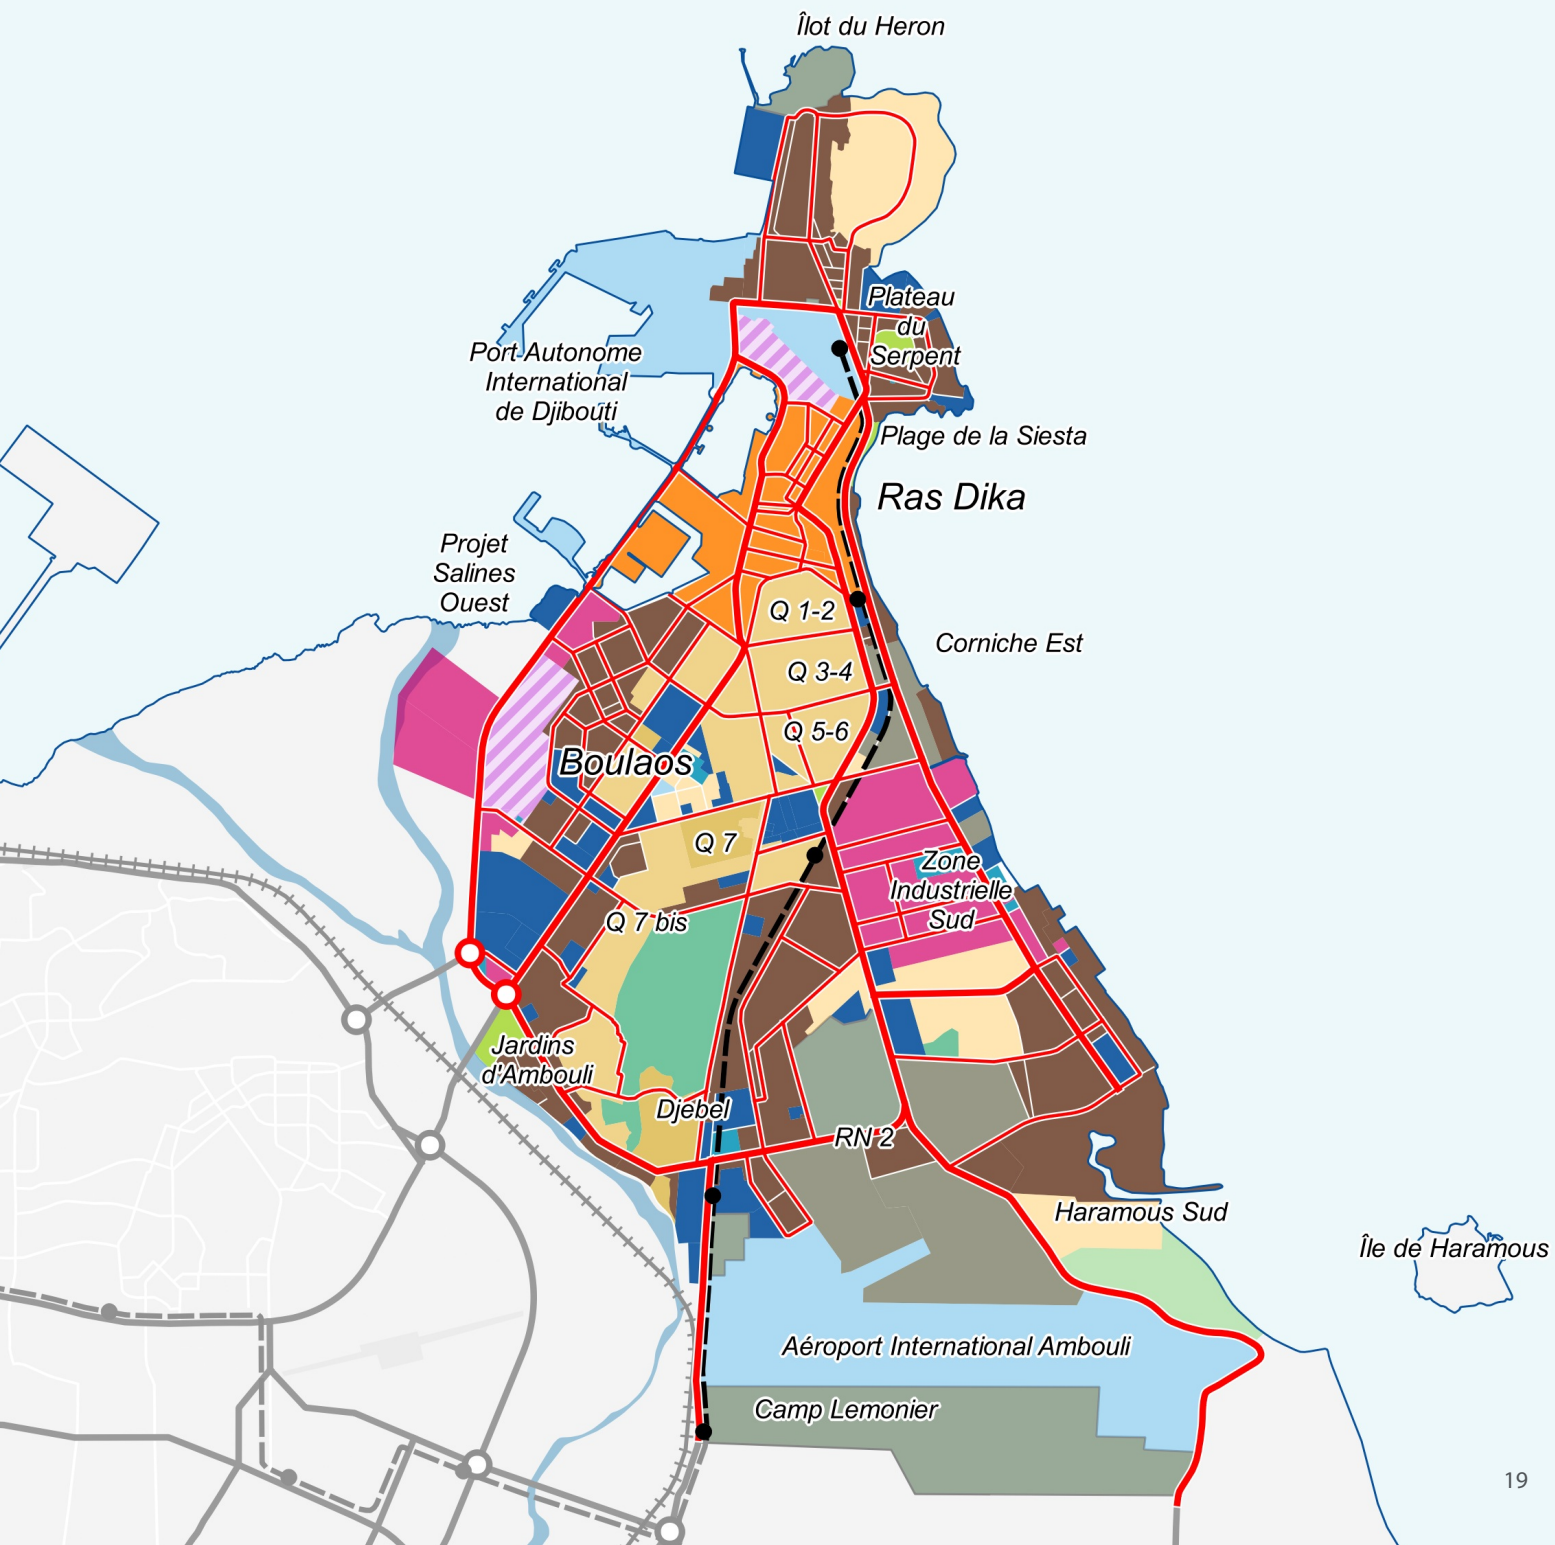 Îlot du Heron
Plateau
du
Serpent
Port Autonome
International
de Djibouti
Plage de la Siesta
Ras Dika
Projet
Salines
Ouest
Q 1-2
Corniche Est
Q 3-4
Q 5-6
Boulaos
Q 7
Zone
Industrielle
Sud
Q 7 bis
Jardins
d'Ambouli
Djebel
RN 2
Haramous Sud
Île de Haramous
Aéroport International Ambouli
Camp Lemonier
19